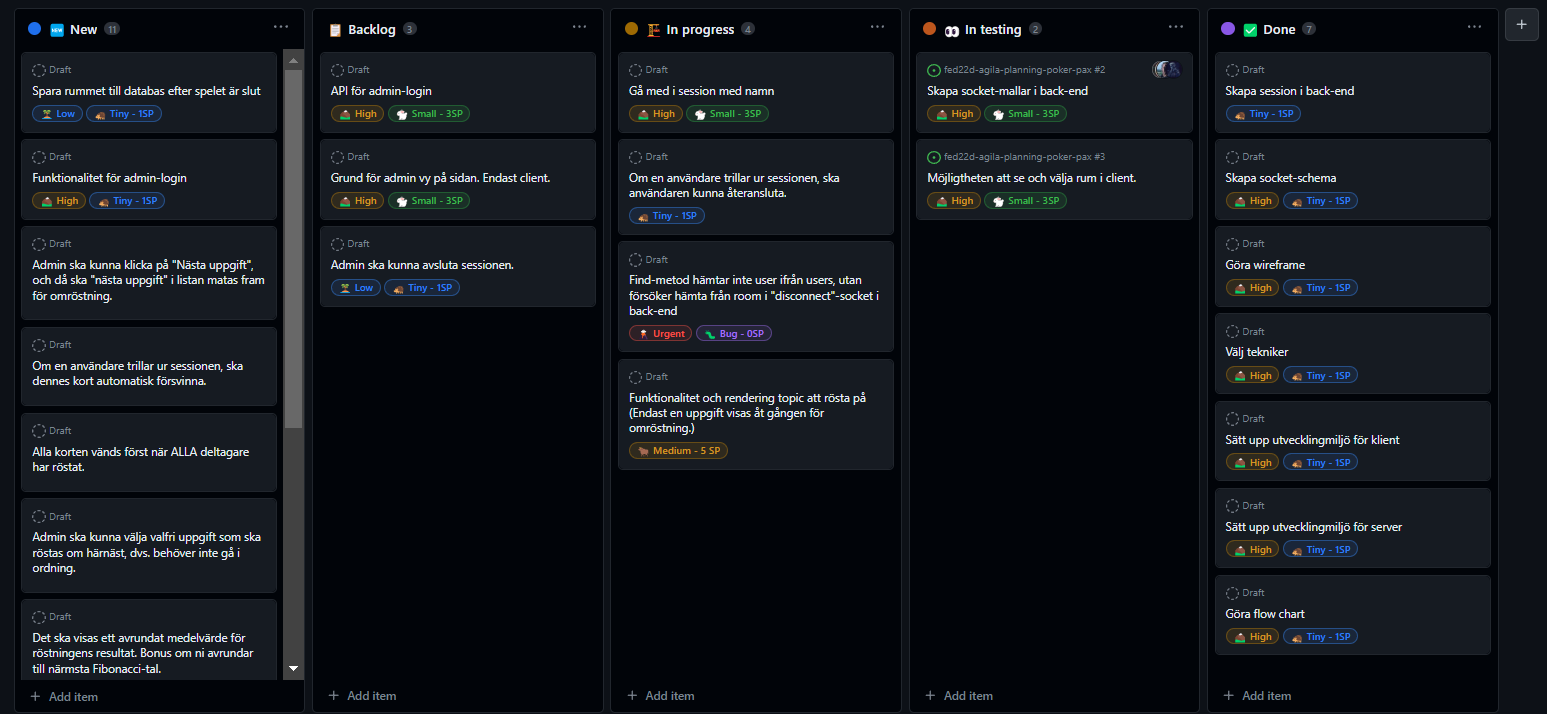 New 11
Draft
Spara rummet till databas efter spelet är slut
Low Tiny - 1SP
Draft
Funktionalitet för admin-login
High Tiny - 1SP
Draft
Admin ska kunna klicka på "Nästa uppgift",
och då ska "nästa uppgift" i listan matas fram
för omröstning.
Draft
Om en användare trillar ur sessionen, ska
dennes kort automatisk försvinna.
Draft
Alla korten vänds först när ALLA deltagare
har röstat.
Draft
Admin ska kunna välja valfri uppgift som ska
röstas om härnäst, dvs. behöver inte gå i
ordning.
Draft
Det ska visas ett avrundat medelvärde för
röstningens resultat. Bonus om ni avrundar
till närmsta Fibonacci-tal.
+ Add item
Backlog 3
Draft
API för admin-login
High Small - 3SP
Draft
Grund för admin vy på sidan. Endast client.
High Small - 3SP
Draft
Admin ska kunna avsluta sessionen.
Low Tiny - 1SP
+ Add item
In progress 4
Draft
Gå med i session med namn
High Small - 3SP
Draft
Om en användare trillar ur sessionen, ska
användaren kunna återansluta.
Tiny - 1SP
Draft
Find-metod hämtar inte user ifrån users, utan
försöker hämta från room i "disconnect"-socket i
back-end
Urgent Bug - 0SP
Draft
Funktionalitet och rendering topic att rösta på
(Endast en uppgift visas åt gången för
omröstning.)
Medium - 5 SP
+ Add item
In testing 2
fed22d-agila-planning-poker-pax #2
Skapa socket-mallar i back-end
High Small - 3SP
fed22d-agila-planning-poker-pax #3
Möjligtheten att se och välja rum i client.
High Small - 3SP
+ Add item
Done 7
Draft
Skapa session i back-end
Tiny - 1SP
Draft
Skapa socket-schema
High Tiny - 1SP
Draft
Göra wireframe
High Tiny - 1SP
Draft
Välj tekniker
High Tiny - 1SP
Draft
Sätt upp utvecklingmiljö för klient
High Tiny - 1SP
Draft
Sätt upp utvecklingmiljö för server
High Tiny - 1SP
Draft
Göra flow chart
High Tiny - 1SP
+ Add item